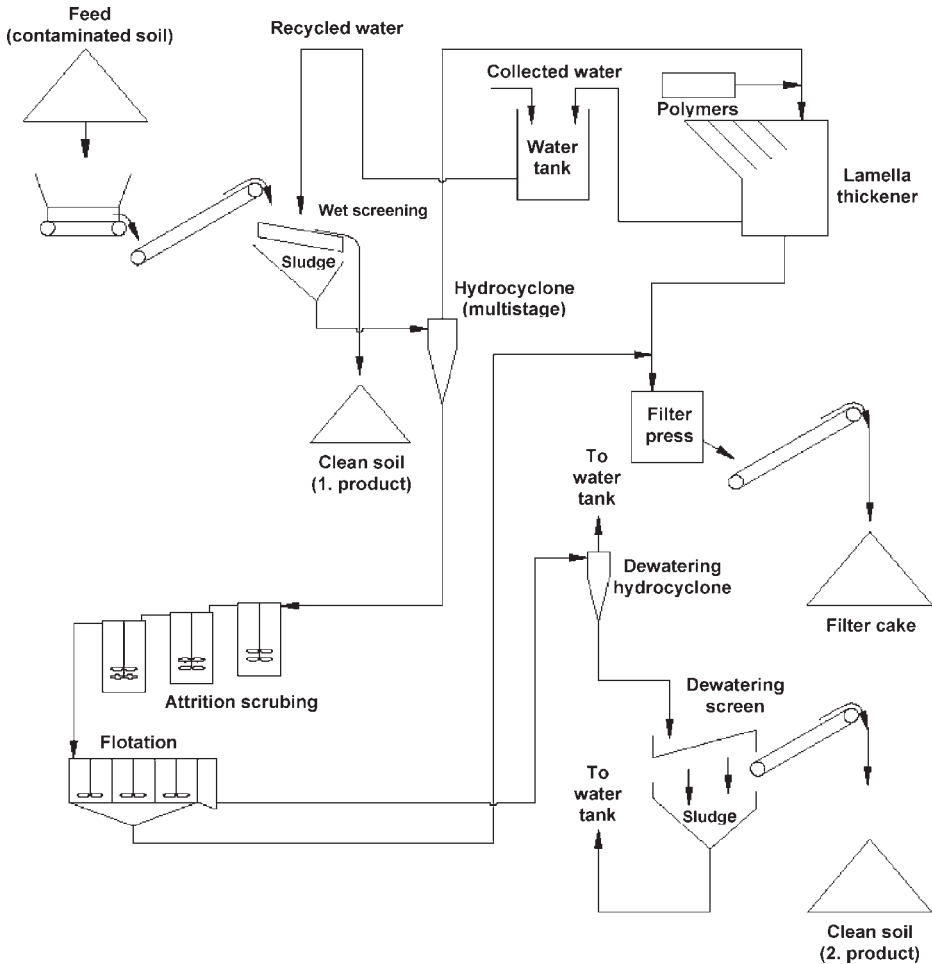 Feed
(contaminated soil)
Recycled water
Collected water
Polymers
Water
tank
Lamella
thickener
Wet screening
Sludge
Hydrocyclone
(multistage)
Filter
press
Clean soil
(1. product)
To
water
tank
Dewatering
hydrocyclone
Filter cake
Attrition scrubing
Dewatering
screen
Flotation
To
water
tank
Sludge
Clean soil
(2. product)